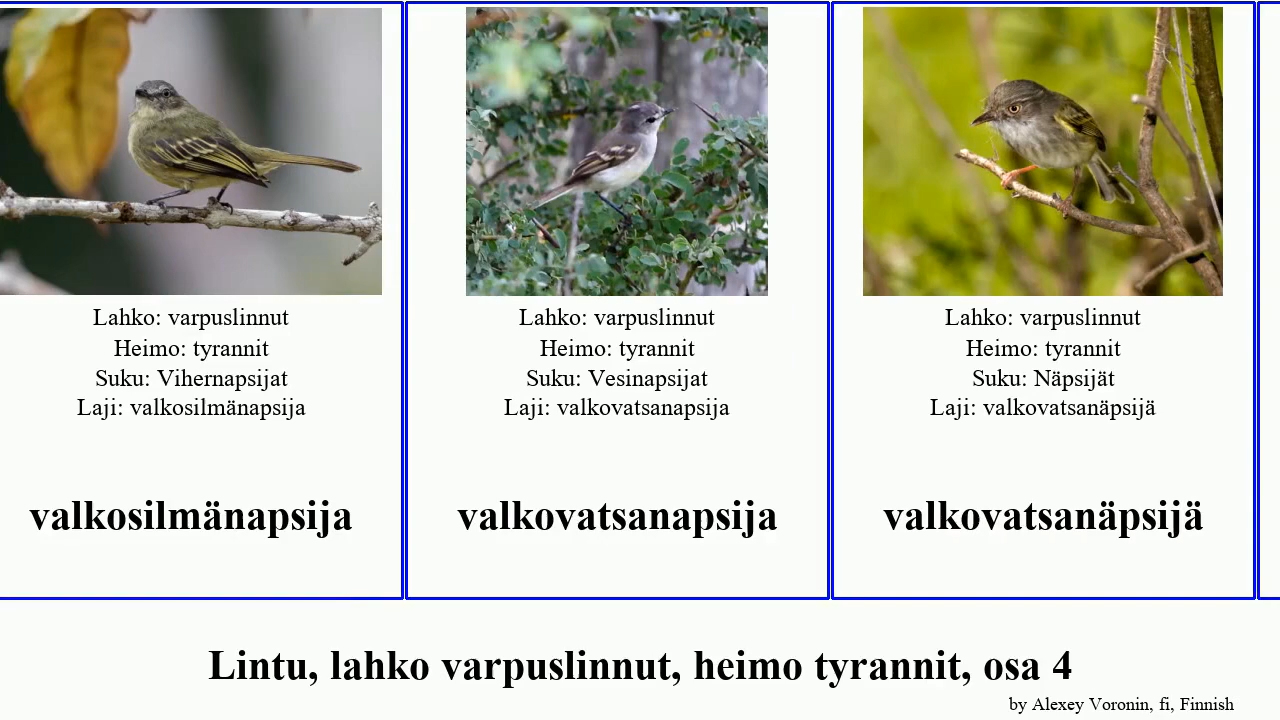 Lahko: varpuslinnut
Heimo: tyrannit
Suku: Vihernapsijat
Laji: valkosilmänapsija
valkosilmänapsija
Lahko: varpuslinnut
Heimo: tyrannit
Suku: Vesinapsijat
Laji: valkovatsanapsija
valkovatsanapsija
Lahko: varpuslinnut
Heimo: tyrannit
Suku: Näpsijät
Laji: valkovatsanäpsijä
valkovatsanäpsijä
Lintu, lahko varpuslinnut, heimo tyrannit, osa 4
by Alexey Voronin, fi, Finnish